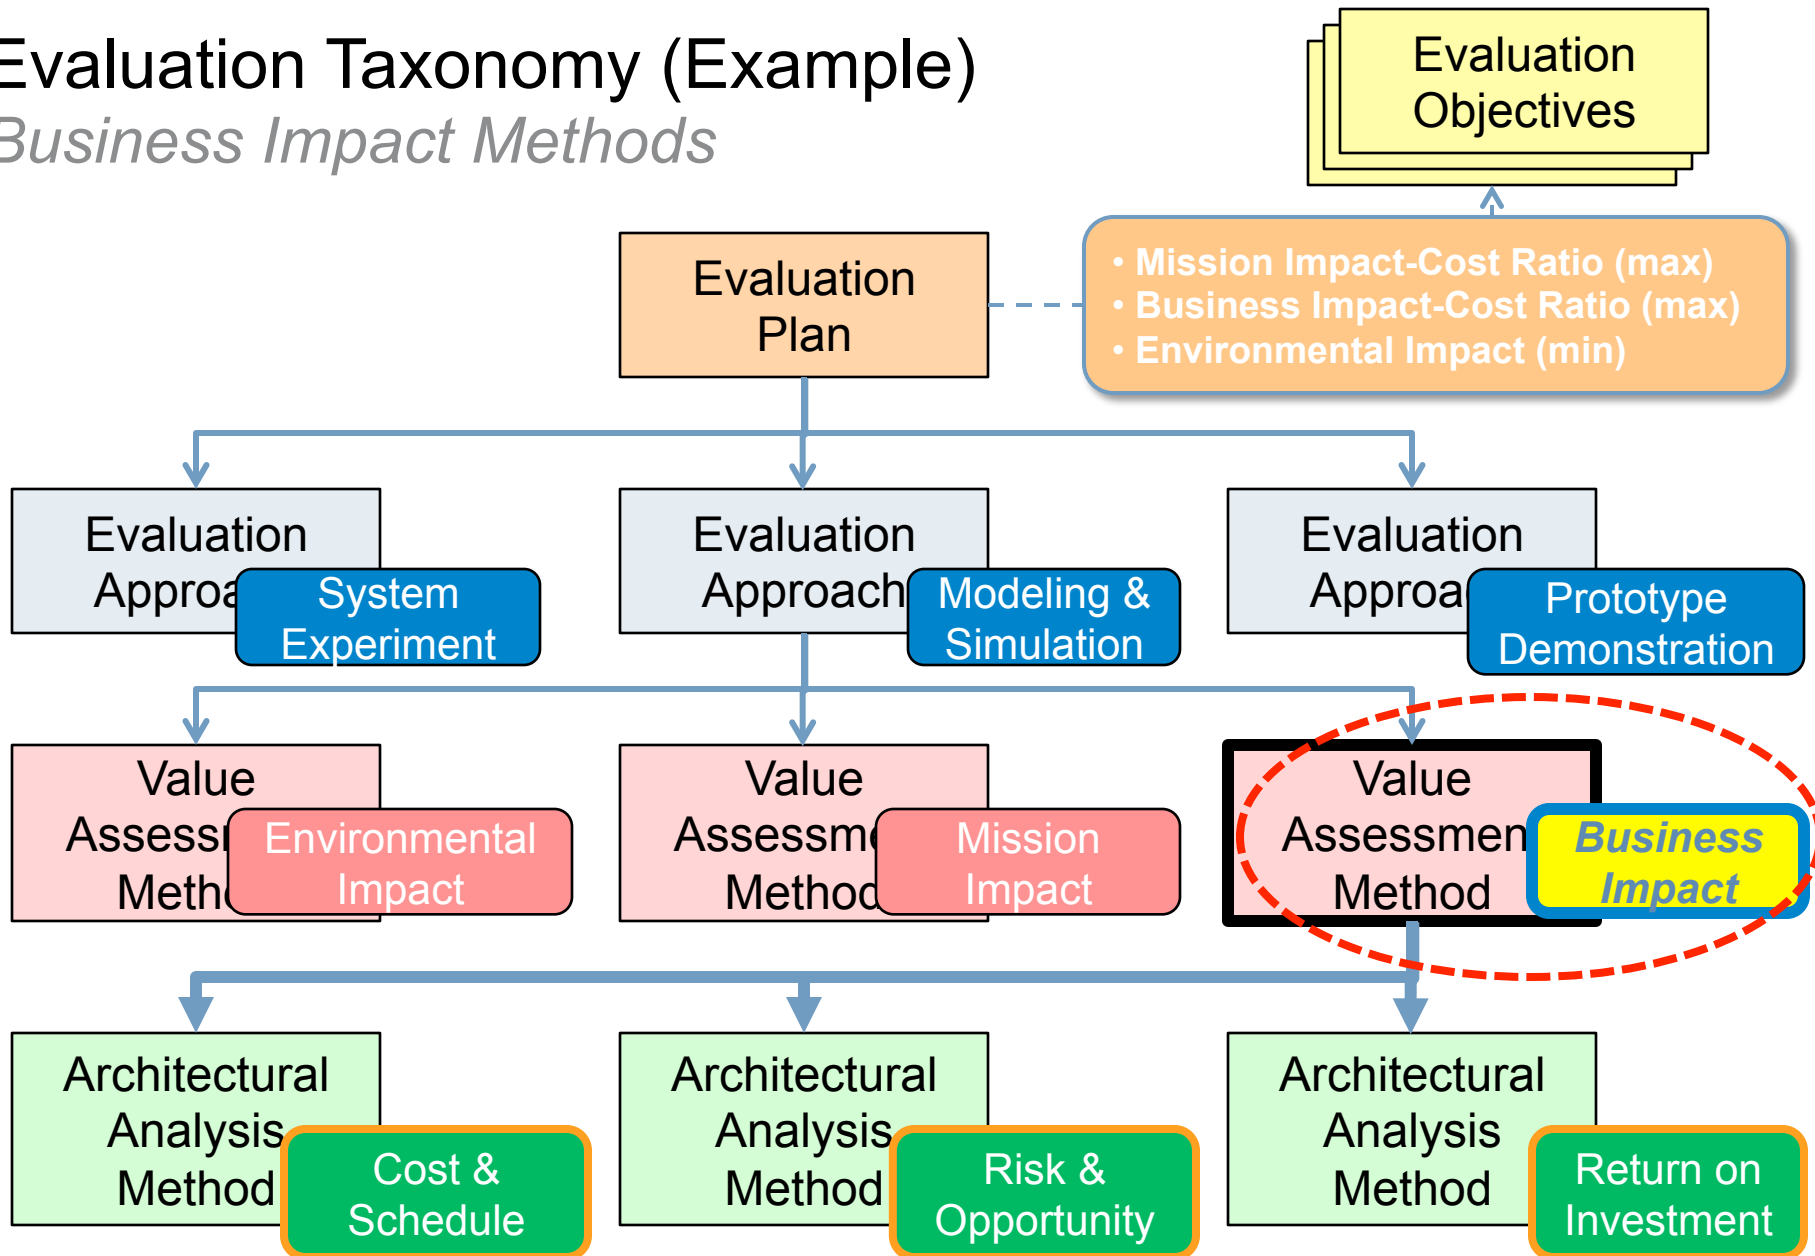 Evaluation Taxonomy (Example)
Business Impact Methods
Evaluation
Objectives
Evaluation
Plan
• Mission Impact-Cost Ratio (max)
• Business Impact-Cost Ratio (max)
• Environmental Impact (min)
Evaluation
Approa
System
Experiment
Evaluation
Approach
Modeling &
Simulation
Evaluation
Approa
Prototype
Demonstration
Value
Assessm
Metho
Environmental
Impact
Value
Assessme
Method
Mission
Impact
Value
Assessmen
Method
Business
Impact
Architectural
Analysis
Method
Cost &
Schedule
Architectural
Analysis
Method
Risk &
Opportunity
Architectural
Analysis
Method
Return on
Investment